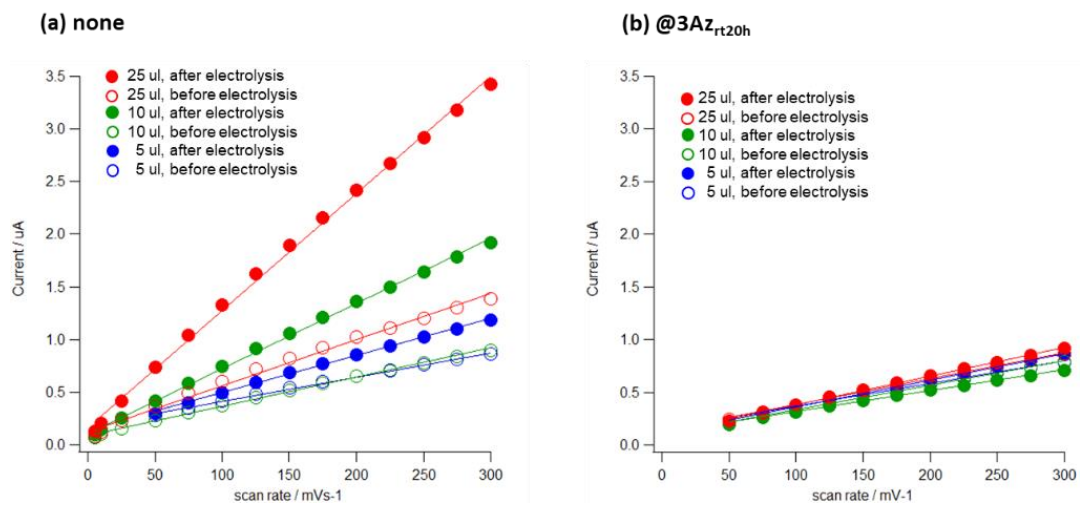 (a) none
(b) @3Azrt20h
3.5
3.0
2.5
2.0
1.5
1.0
0.5
0.0
Current / uA
25 ul, after electrolysis
25 ul, before electrolysis
10 ul, after electrolysis
10 ul, before electrolysis
5 ul, after electrolysis
5 ul, before electrolysis
0
50
100
150
200
250
300
scan rate / mVs-1
3.5
3.0
2.5
2.0
1.5
1.0
0.5
0.0
Current / uA
25 ul, after electrolysis
25 ul, before electrolysis
10 ul, after electrolysis
10 ul, before electrolysis
5 ul, after electrolysis
5 ul, before electrolysis
0
50
100
150
200
250
300
scan rate / mV-1